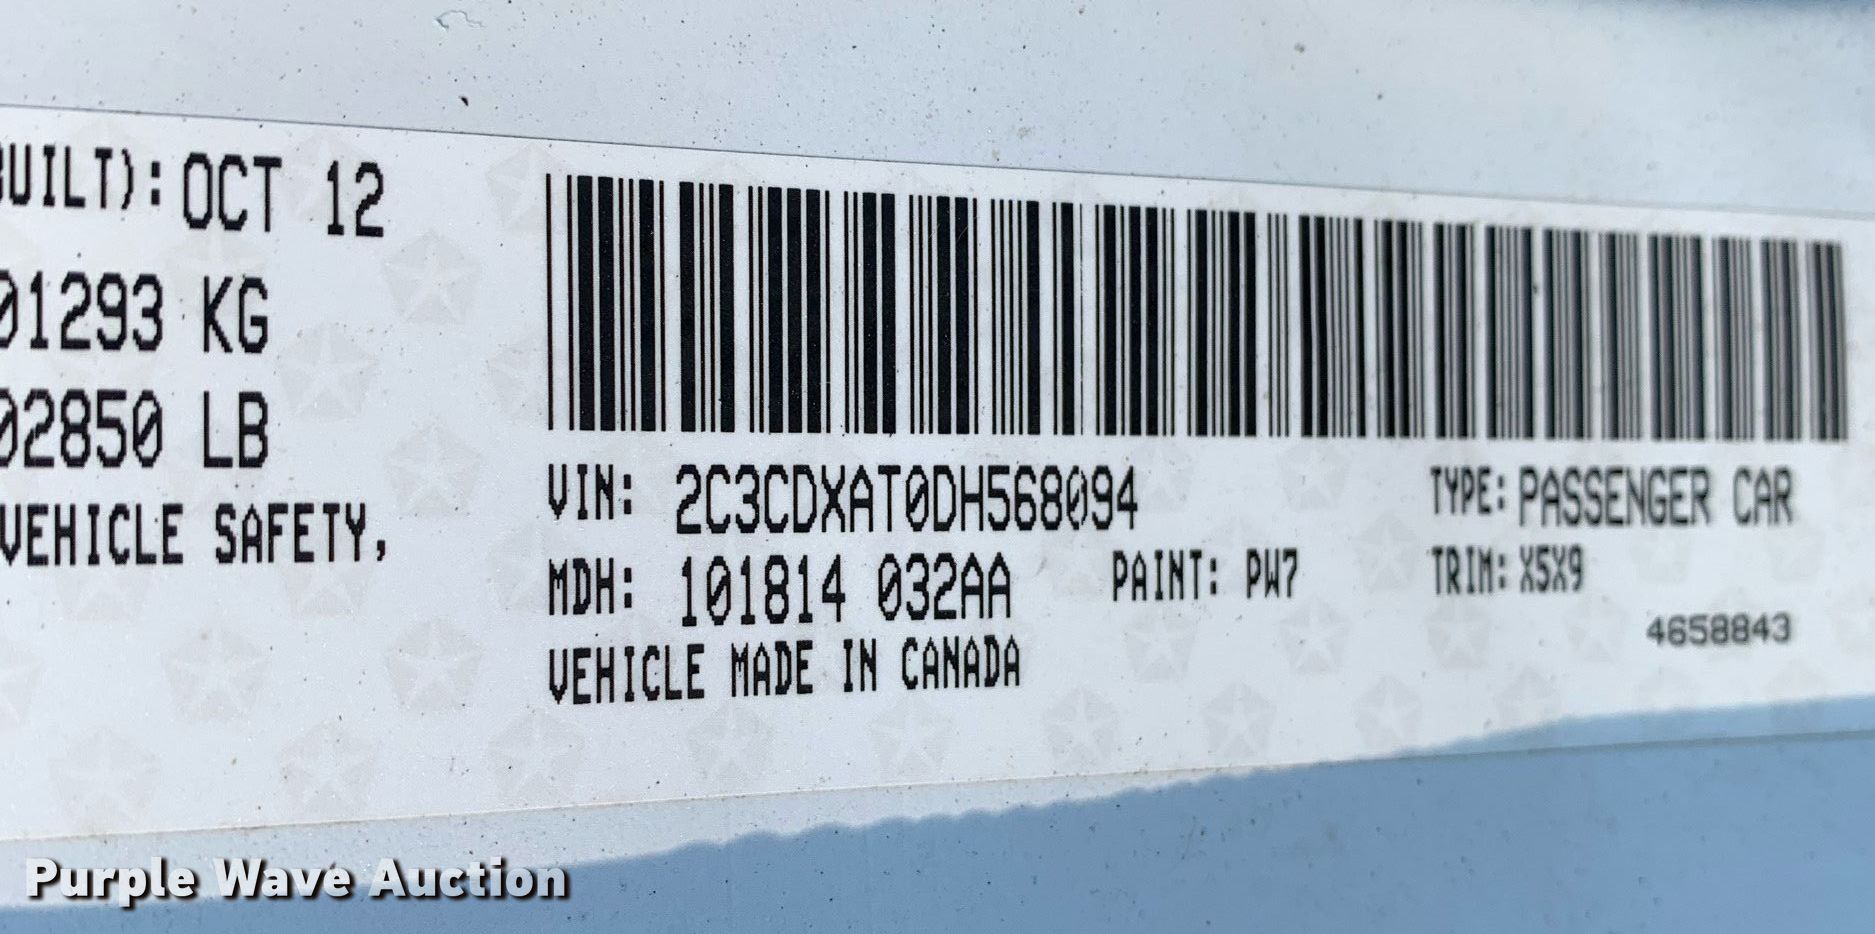 BUILT): OCT 12
01293 KG
02850 LB
VEHICLE SAFETY,
VIN: 2C3CDXAT0DH568094
TYPE: PASSENGER CAR
MDH: 101814 032AA
PAINT: PW7
TRIM: X5X9
VEHICLE MADE IN CANADA
4658843
Purple Wave Auction